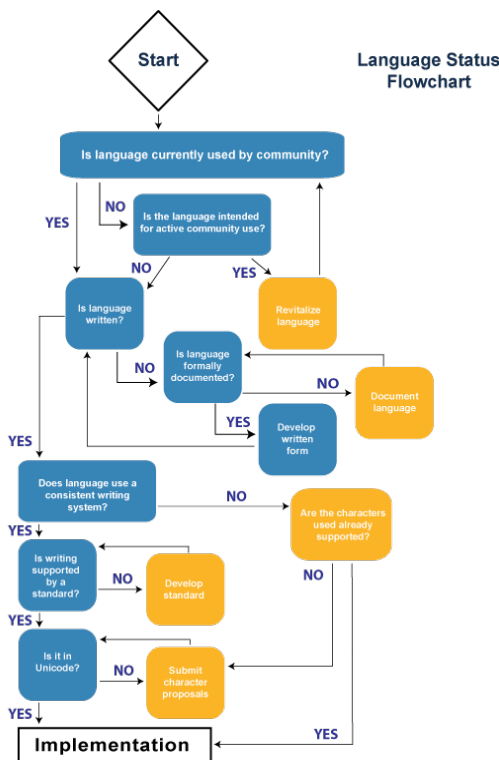 Start
Language Status
Flowchart
Is language currently used by community?
YES
NO
Is the language intended
for active community use?
NO
YES
Is language
written?
Revitalize
language
NO
Is language
formally
documented?
NO
Document
language
YES
Develop
written
form
YES
Does language use a
consistent writing
system?
NO
Are the characters
used already
supported?
YES
Is writing
supported
by a
standard?
NO
Develop
standard
NO
YES
Is it in
Unicode?
NO
Submit
character
proposals
YES
YES
Implementation